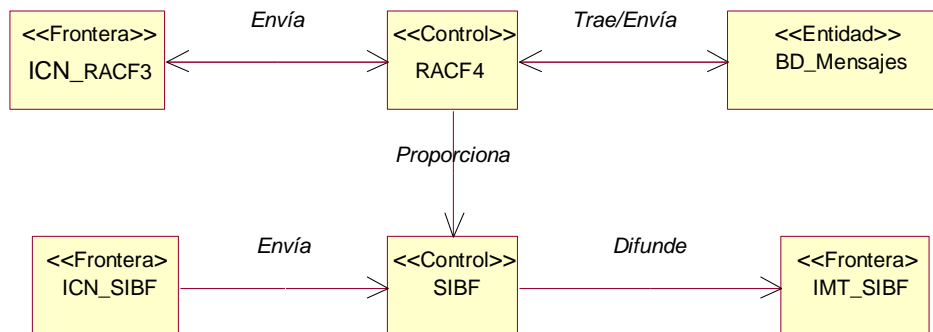 Envía
Trae/Envía
<<Frontera>>
ICN_RACF3
<<Control>>
RACF4
<<Entidad>>
BD_Mensajes
Proporciona
Envía
Difunde
<<Frontera>
ICN_SIBF
<<Control>>
SIBF
<<Frontera>
IMT_SIBF